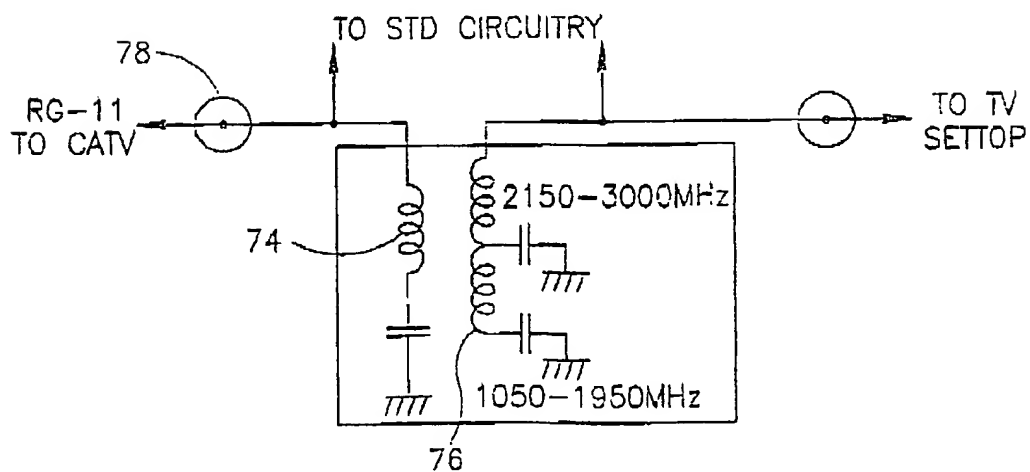 TO STD CIRCUITRY
78
RG-11
TO CATV
TO TV
SETTOP
2150-3000MHz
74
1050-1950MHz
76